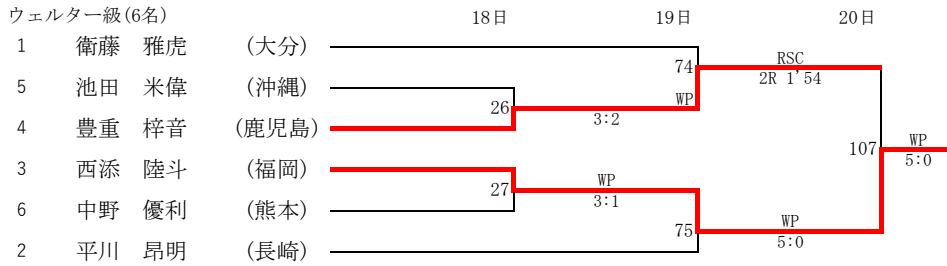 ウェルター級(6名) 18日 19日 20日
1 衛藤 雅虎 (大分)
74 RSC
2R 1'54
5 池田 米偉 (沖縄)
26 WP
3:2
4 豊重 梓音 (鹿児島)
107 WP
5:0
3 西添 陸斗 (福岡)
27 WP
3:1
6 中野 優利 (熊本)
75 WP
5:0
2 平川 昂明 (長崎)